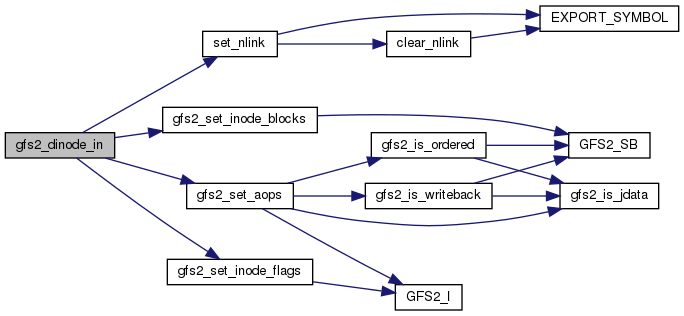 EXPORT_SYMBOL
set_nlink
clear_nlink
gfs2_set_inode_blocks
gfs2_dinode_in
gfs2_is_ordered
GFS2_SB
gfs2_set_aops
gfs2_is_writeback
gfs2_is_jdata
gfs2_set_inode_flags
GFS2_I